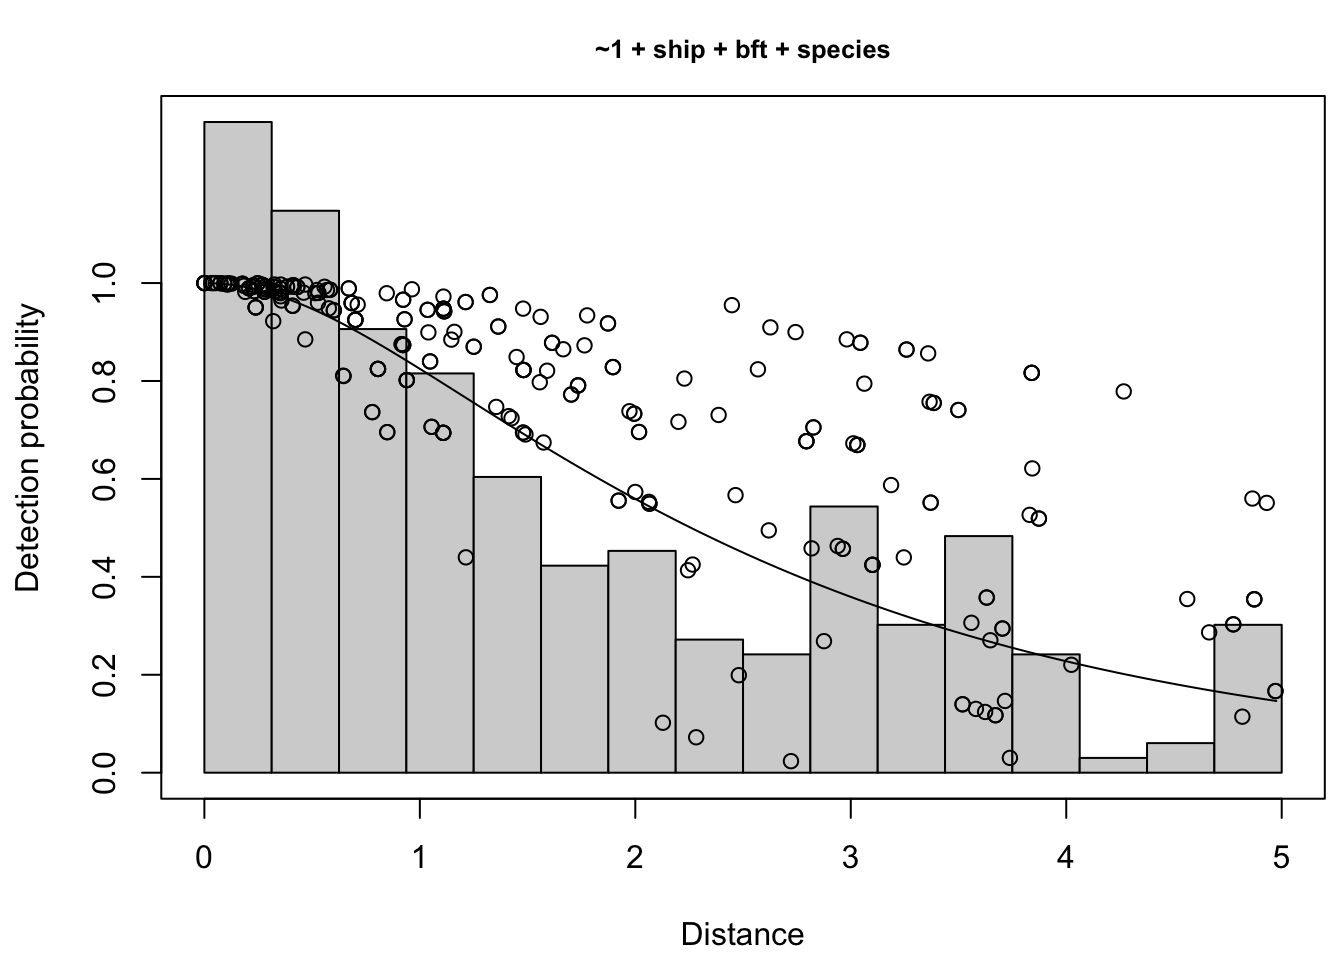 ~1 + ship + bft + species
Detection probability
1.0
0.8
0.6
0.4
0.2
0.0
0 1 2 3 4 5
Distance